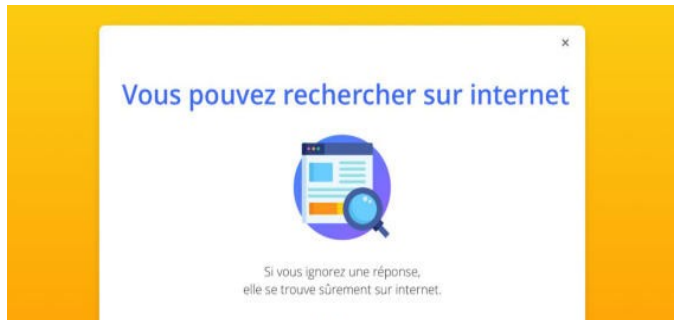 ×
Vous pouvez rechercher sur internet
Si vous ignorez une réponse,
elle se trouve sûrement sur internet.